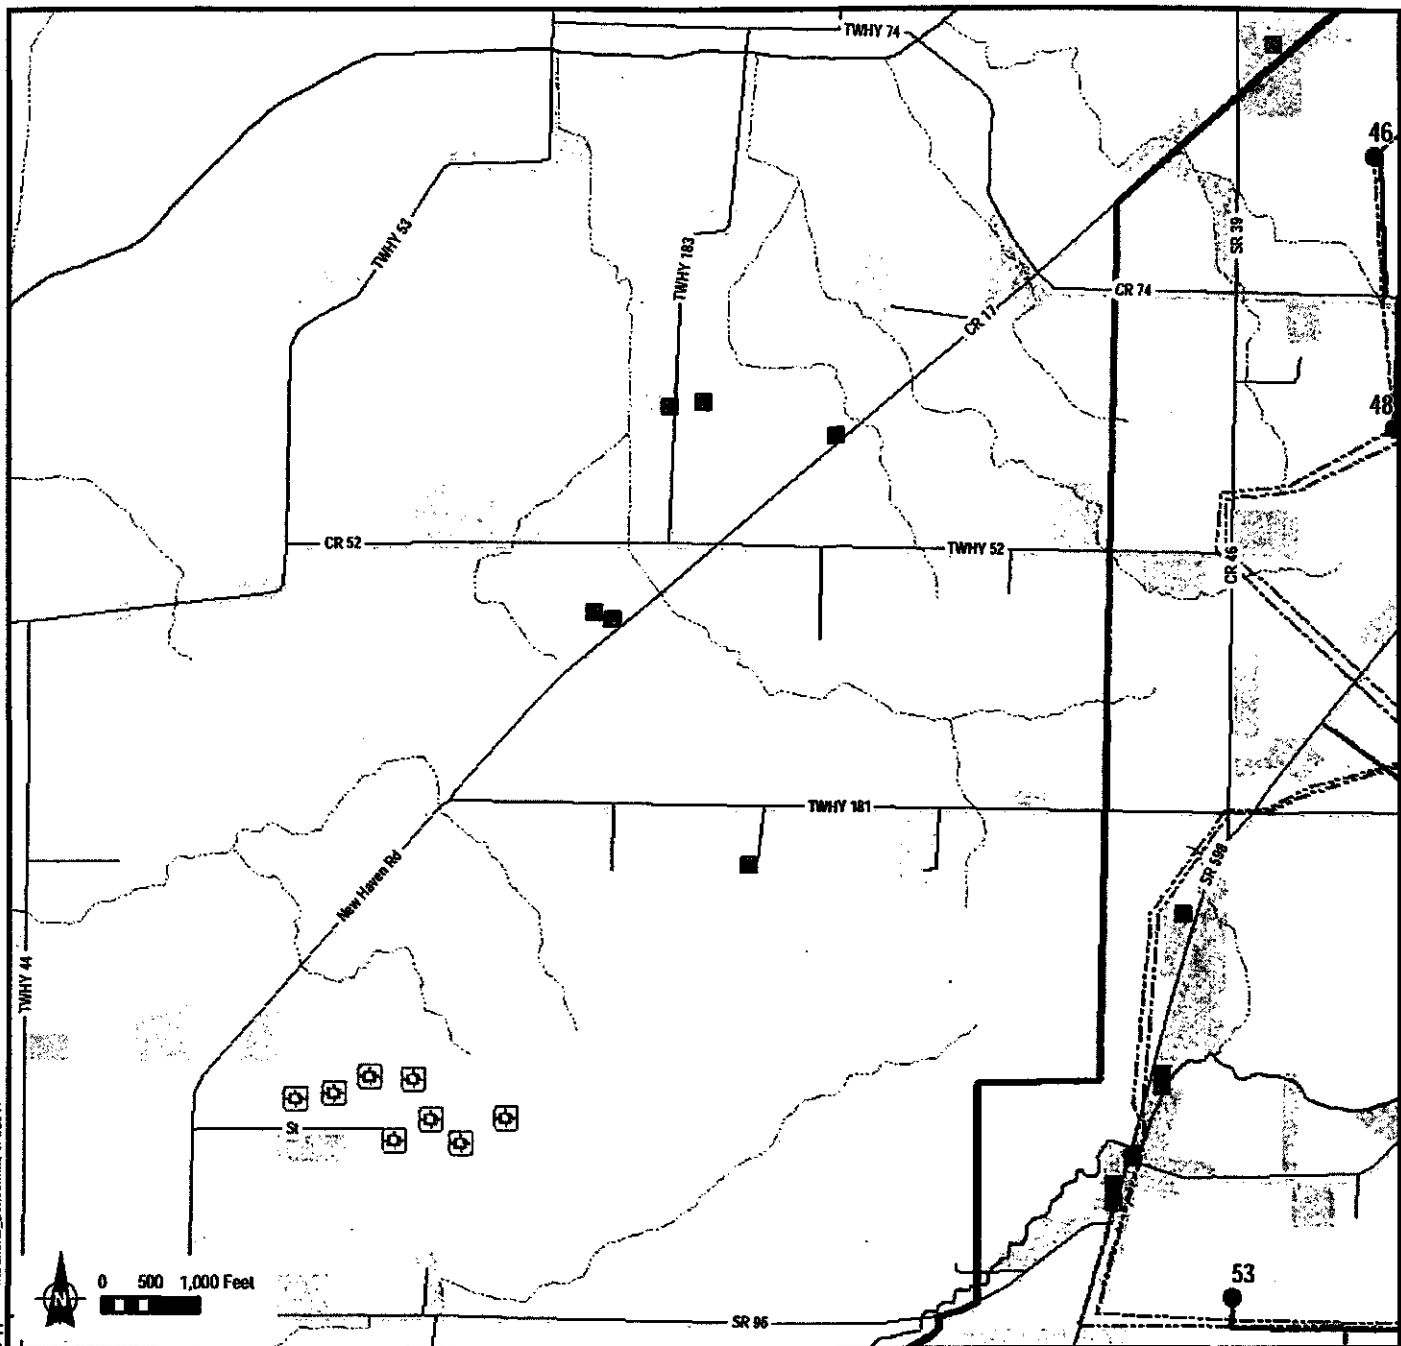 TWHY 74
46
TWHY 53
SR 39
TWHY 183
CR 74
CR 17
48
CR 52
TWHY 52
CR 46
TWHY 181
New Haven Rd
SR 598
TWHY 44
St
N
0 500 1,000 Feet
53
SR 96